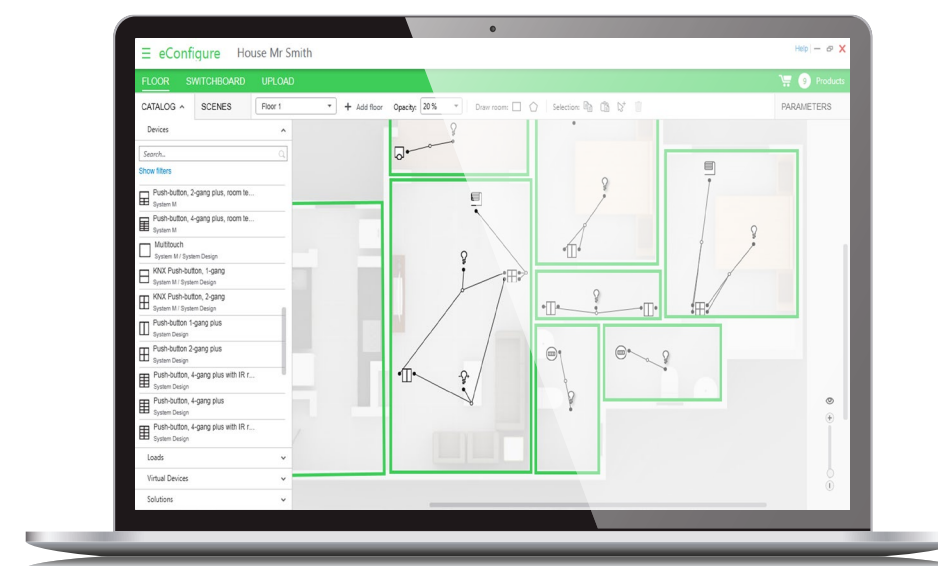 eConfigure House Mr Smith
Help
FLOOR SWITCHBOARD UPLOAD
9 Products
CATALOG SCENES
Floor 1
+ Add floor
Opacity: 20 %
Draw room:
Selection:
PARAMETERS
Devices
Search...
Show filters
Push-button, 2-gang plus, room te...
System M
Push-button, 4-gang plus, room te...
System M
Multitouch
System M / System Design
KNX Push-button, 1-gang
System M / System Design
KNX Push-button, 2-gang
System M / System Design
Push-button 1-gang plus
System Design
Push-button 2-gang plus
System Design
Push-button, 4-gang plus with IR r...
System Design
Push-button, 4-gang plus
System Design
Push-button, 4-gang plus with IR r...
System Design
Loads
Virtual Devices
Solutions